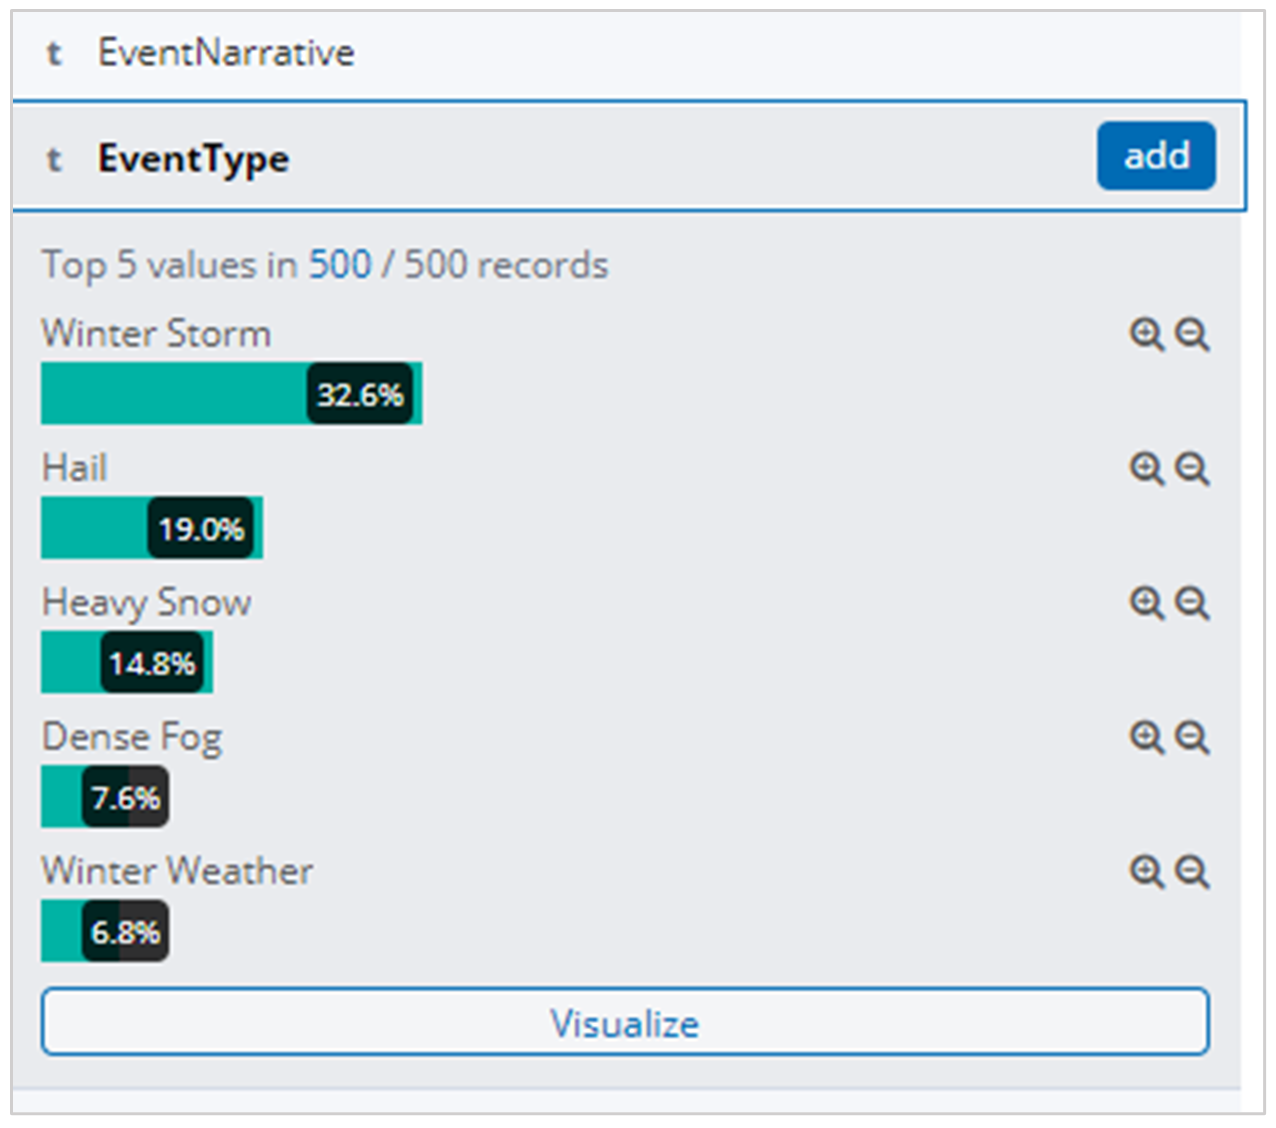 t EventNarrative
t EventType add
Top 5 values in 500 / 500 records
Winter Storm
32.6%
Hail
19.0%
Heavy Snow
14.8%
Dense Fog
7.6%
Winter Weather
6.8%
Visualize